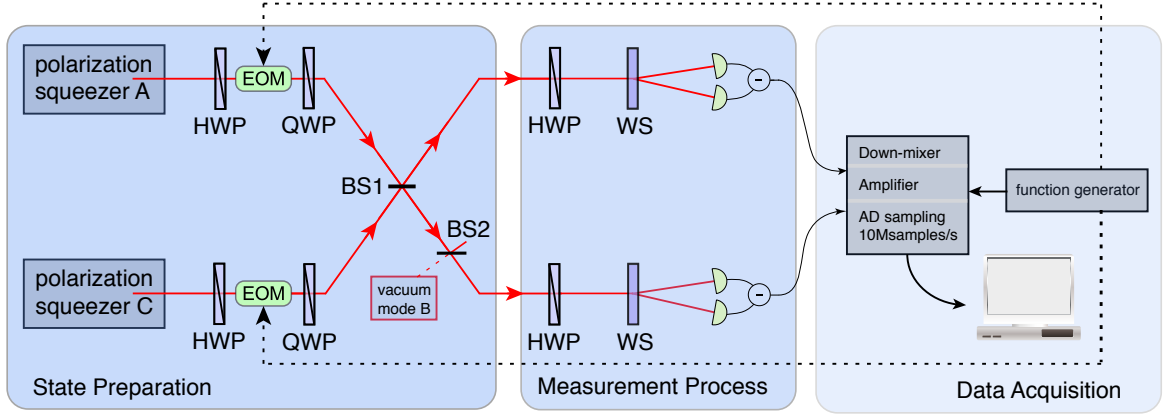 polarization
squeezer A
HWP
EOM
QWP
BS1
BS2
vacuum
mode B
polarization
squeezer C
HWP
EOM
QWP
State Preparation
HWP
WS
-
HWP
WS
-
Measurement Process
Down-mixer
Amplifier
AD sampling
10Msamples/s
function generator
Data Acquisition